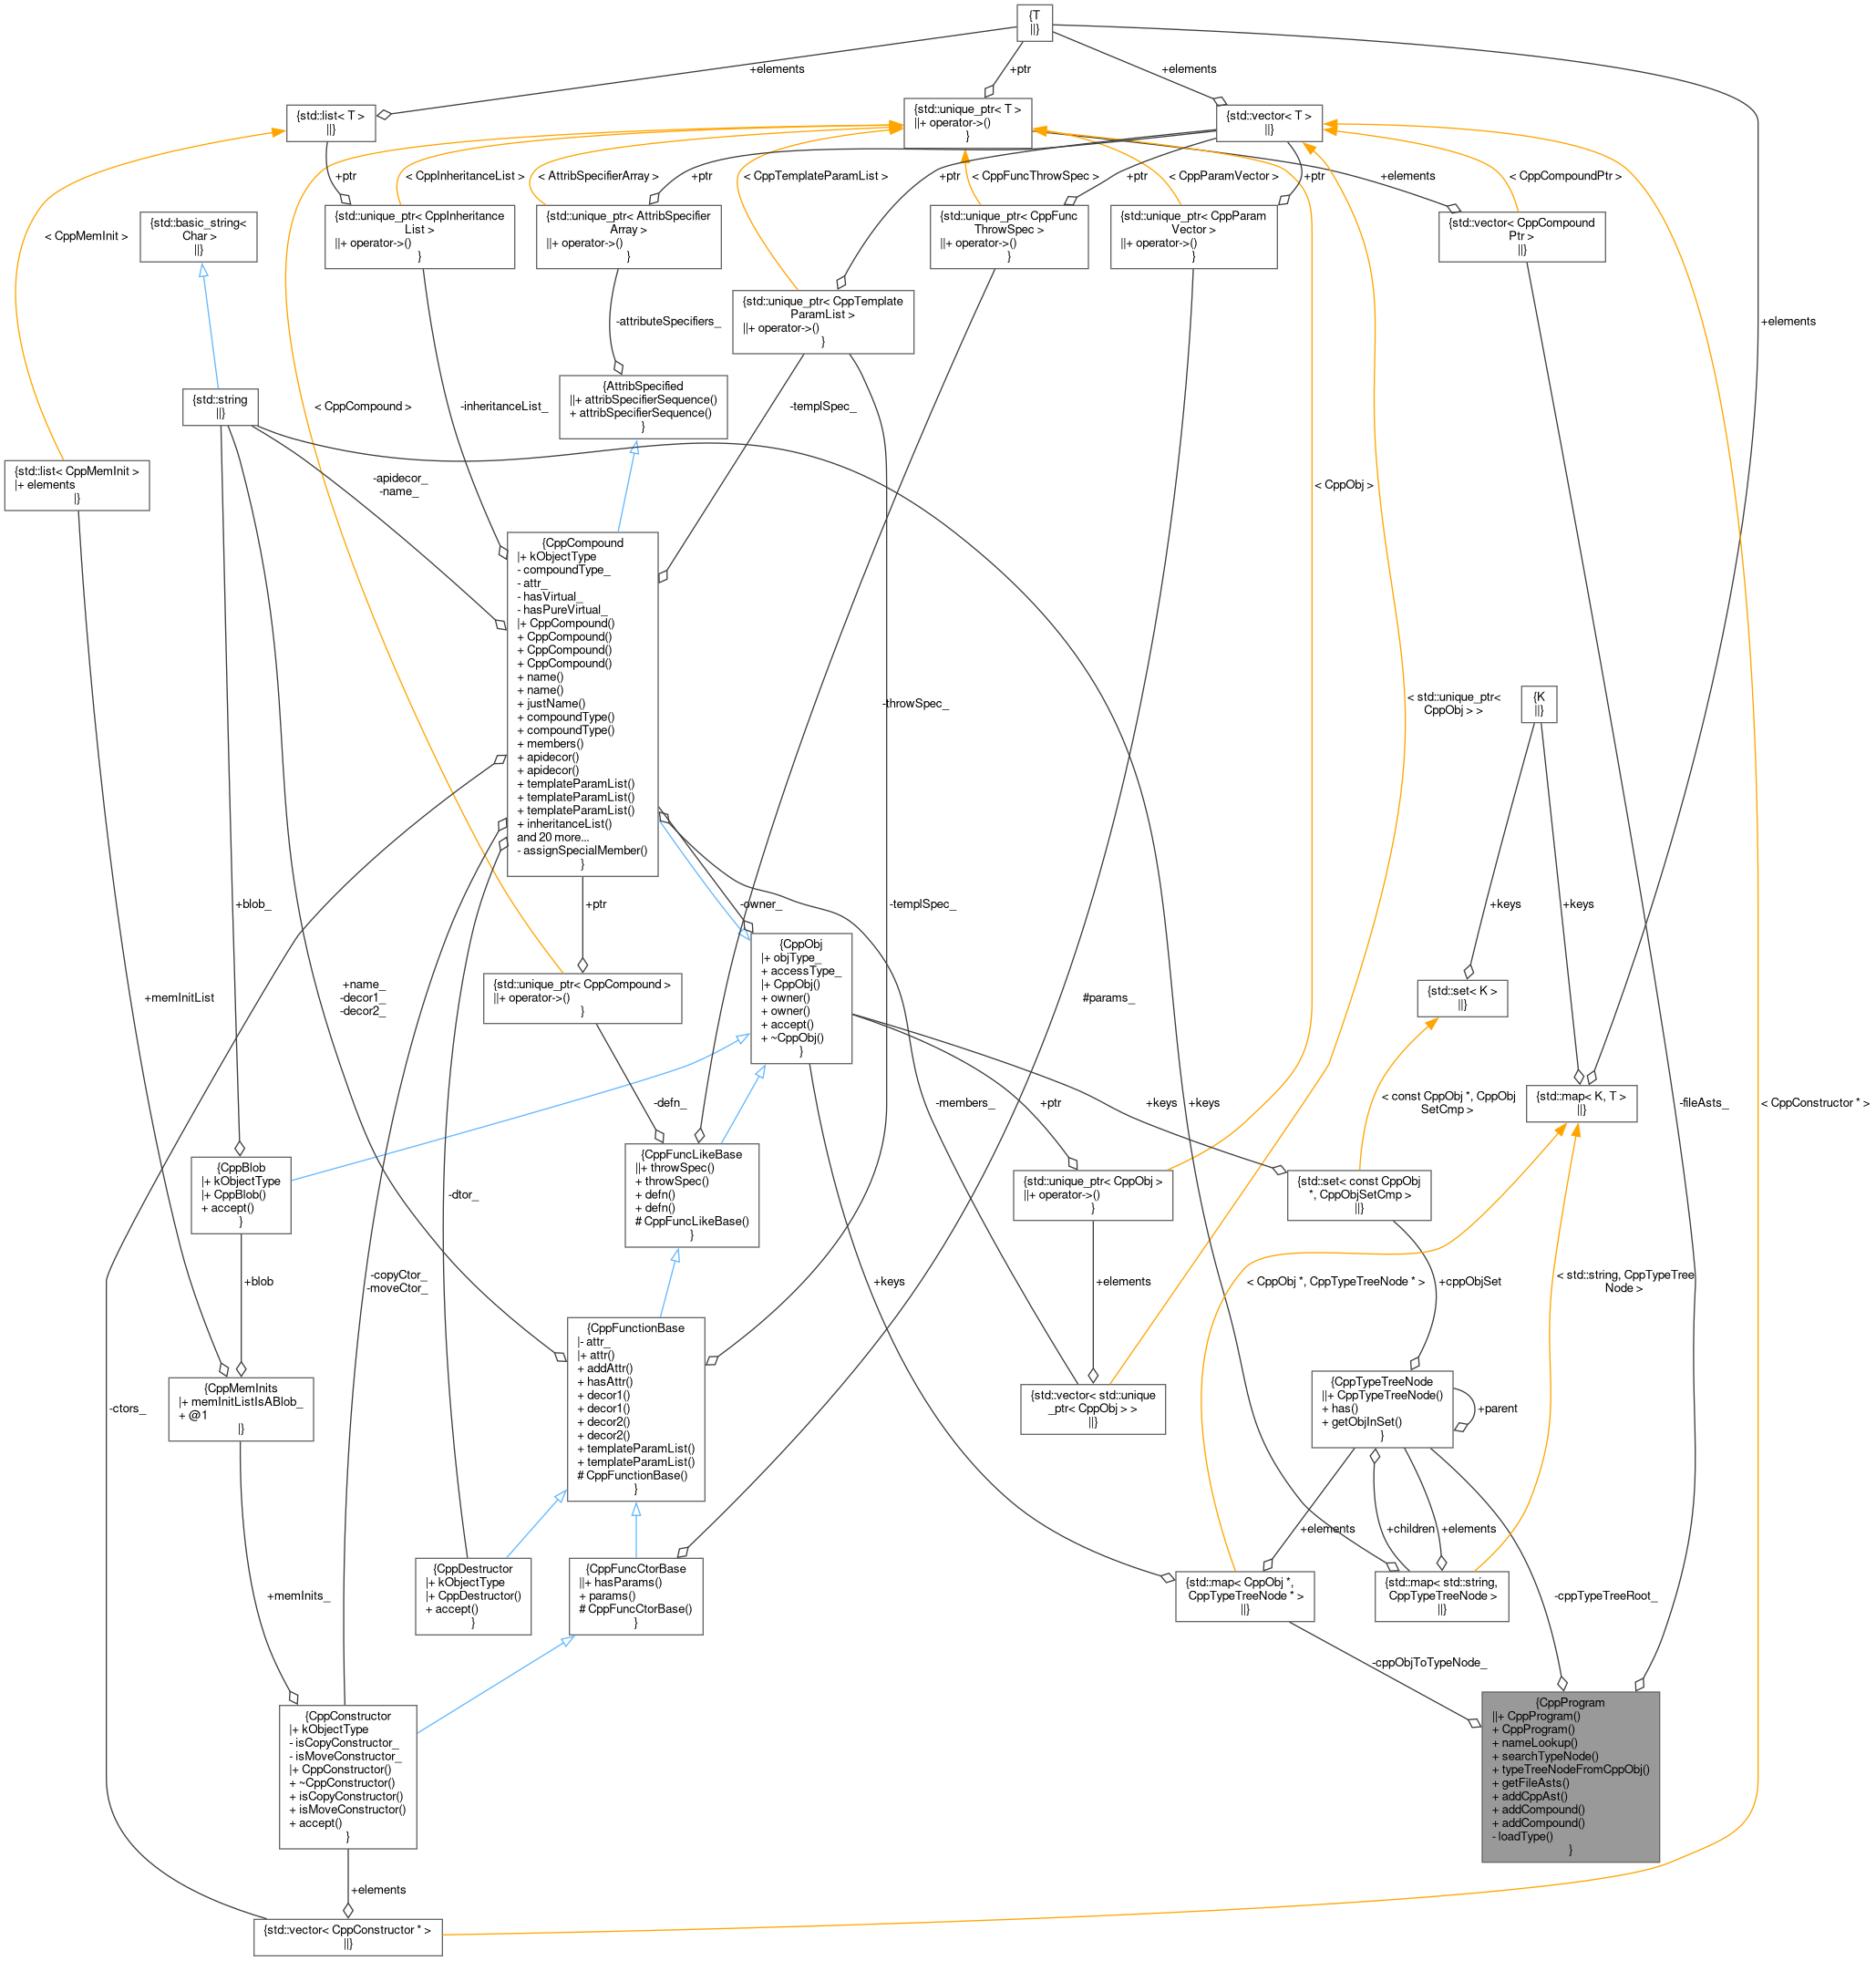 {T
||}
+elements
+ptr
+elements
{std::list< T >
||}
{std::unique_ptr< T >
||+ operator->()
}
{std::vector< T >
||}
+ptr
< CppInheritanceList >
< AttribSpecifierArray >
+ptr
< CppTemplateParamList >
+ptr
< CppFuncThrowSpec >
+ptr
< CppParamVector >
+ptr
+elements
< CppCompoundPtr >
< CppMemInit >
{std::basic_string<
Char >
||}
{std::unique_ptr< CppInheritance
List >
||+ operator->()
}
{std::unique_ptr< AttribSpecifier
Array >
||+ operator->()
}
{std::unique_ptr< CppFunc
ThrowSpec >
||+ operator->()
}
{std::unique_ptr< CppParam
Vector >
||+ operator->()
}
{std::vector< CppCompound
Ptr >
||}
{std::unique_ptr< CppTemplate
ParamList >
||+ operator->()
}
-attributeSpecifiers_
+elements
{AttribSpecified
||+ attribSpecifierSequence()
+ attribSpecifierSequence()
}
{std::string
||}
< CppCompound >
-inheritanceList_
-templSpec_
{std::list< CppMemInit >
|+ elements
|}
-apidecor_
-name_
< CppObj >
{CppCompound
|+ kObjectType
- compoundType_
- attr_
- hasVirtual_
- hasPureVirtual_
|+ CppCompound()
+ CppCompound()
+ CppCompound()
+ CppCompound()
+ name()
+ name()
+ justName()
+ compoundType()
+ compoundType()
+ members()
+ apidecor()
+ apidecor()
+ templateParamList()
+ templateParamList()
+ templateParamList()
+ inheritanceList()
and 20 more...
- assignSpecialMember()
}
-throwSpec_
< std::unique_ptr<
CppObj > >
{K
||}
+blob_
+ptr
-owner_
-templSpec_
+keys
+keys
{CppObj
|+ objType_
+ accessType_
|+ CppObj()
+ owner()
+ owner()
+ accept()
+ ~CppObj()
}
{std::unique_ptr< CppCompound >
||+ operator->()
}
{std::set< K >
||}
+memInitList
+name_
-decor1_
-decor2_
#params_
-defn_
-members_
+ptr
+keys
+keys
< const CppObj *, CppObj
SetCmp >
{std::map< K, T >
||}
-fileAsts_
< CppConstructor * >
{CppBlob
|+ kObjectType
|+ CppBlob()
+ accept()
}
-dtor_
{CppFuncLikeBase
||+ throwSpec()
+ throwSpec()
+ defn()
+ defn()
# CppFuncLikeBase()
}
{std::unique_ptr< CppObj >
||+ operator->()
}
{std::set< const CppObj
*, CppObjSetCmp >
||}
+blob
-copyCtor_
-moveCtor_
+keys
+elements
< CppObj *, CppTypeTreeNode * >
+cppObjSet
< std::string, CppTypeTree
Node >
{CppFunctionBase
|- attr_
|+ attr()
+ addAttr()
+ hasAttr()
+ decor1()
+ decor1()
+ decor2()
+ decor2()
+ templateParamList()
+ templateParamList()
# CppFunctionBase()
}
{CppMemInits
|+ memInitListIsABlob_
+ @1
|}
-ctors_
{std::vector< std::unique
_ptr< CppObj > >
||}
{CppTypeTreeNode
||+ CppTypeTreeNode()
+ has()
+ getObjInSet()
}
+parent
+elements
+children
+elements
{CppDestructor
|+ kObjectType
|+ CppDestructor()
+ accept()
}
{CppFuncCtorBase
||+ hasParams()
+ params()
# CppFuncCtorBase()
}
{std::map< CppObj *,
CppTypeTreeNode * >
||}
{std::map< std::string,
CppTypeTreeNode >
||}
+memInits_
-cppTypeTreeRoot_
-cppObjToTypeNode_
{CppConstructor
|+ kObjectType
- isCopyConstructor_
- isMoveConstructor_
|+ CppConstructor()
+ ~CppConstructor()
+ isCopyConstructor()
+ isMoveConstructor()
+ accept()
}
{CppProgram
||+ CppProgram()
+ CppProgram()
+ nameLookup()
+ searchTypeNode()
+ typeTreeNodeFromCppObj()
+ getFileAsts()
+ addCppAst()
+ addCompound()
+ addCompound()
- loadType()
}
+elements
{std::vector< CppConstructor * >
||}